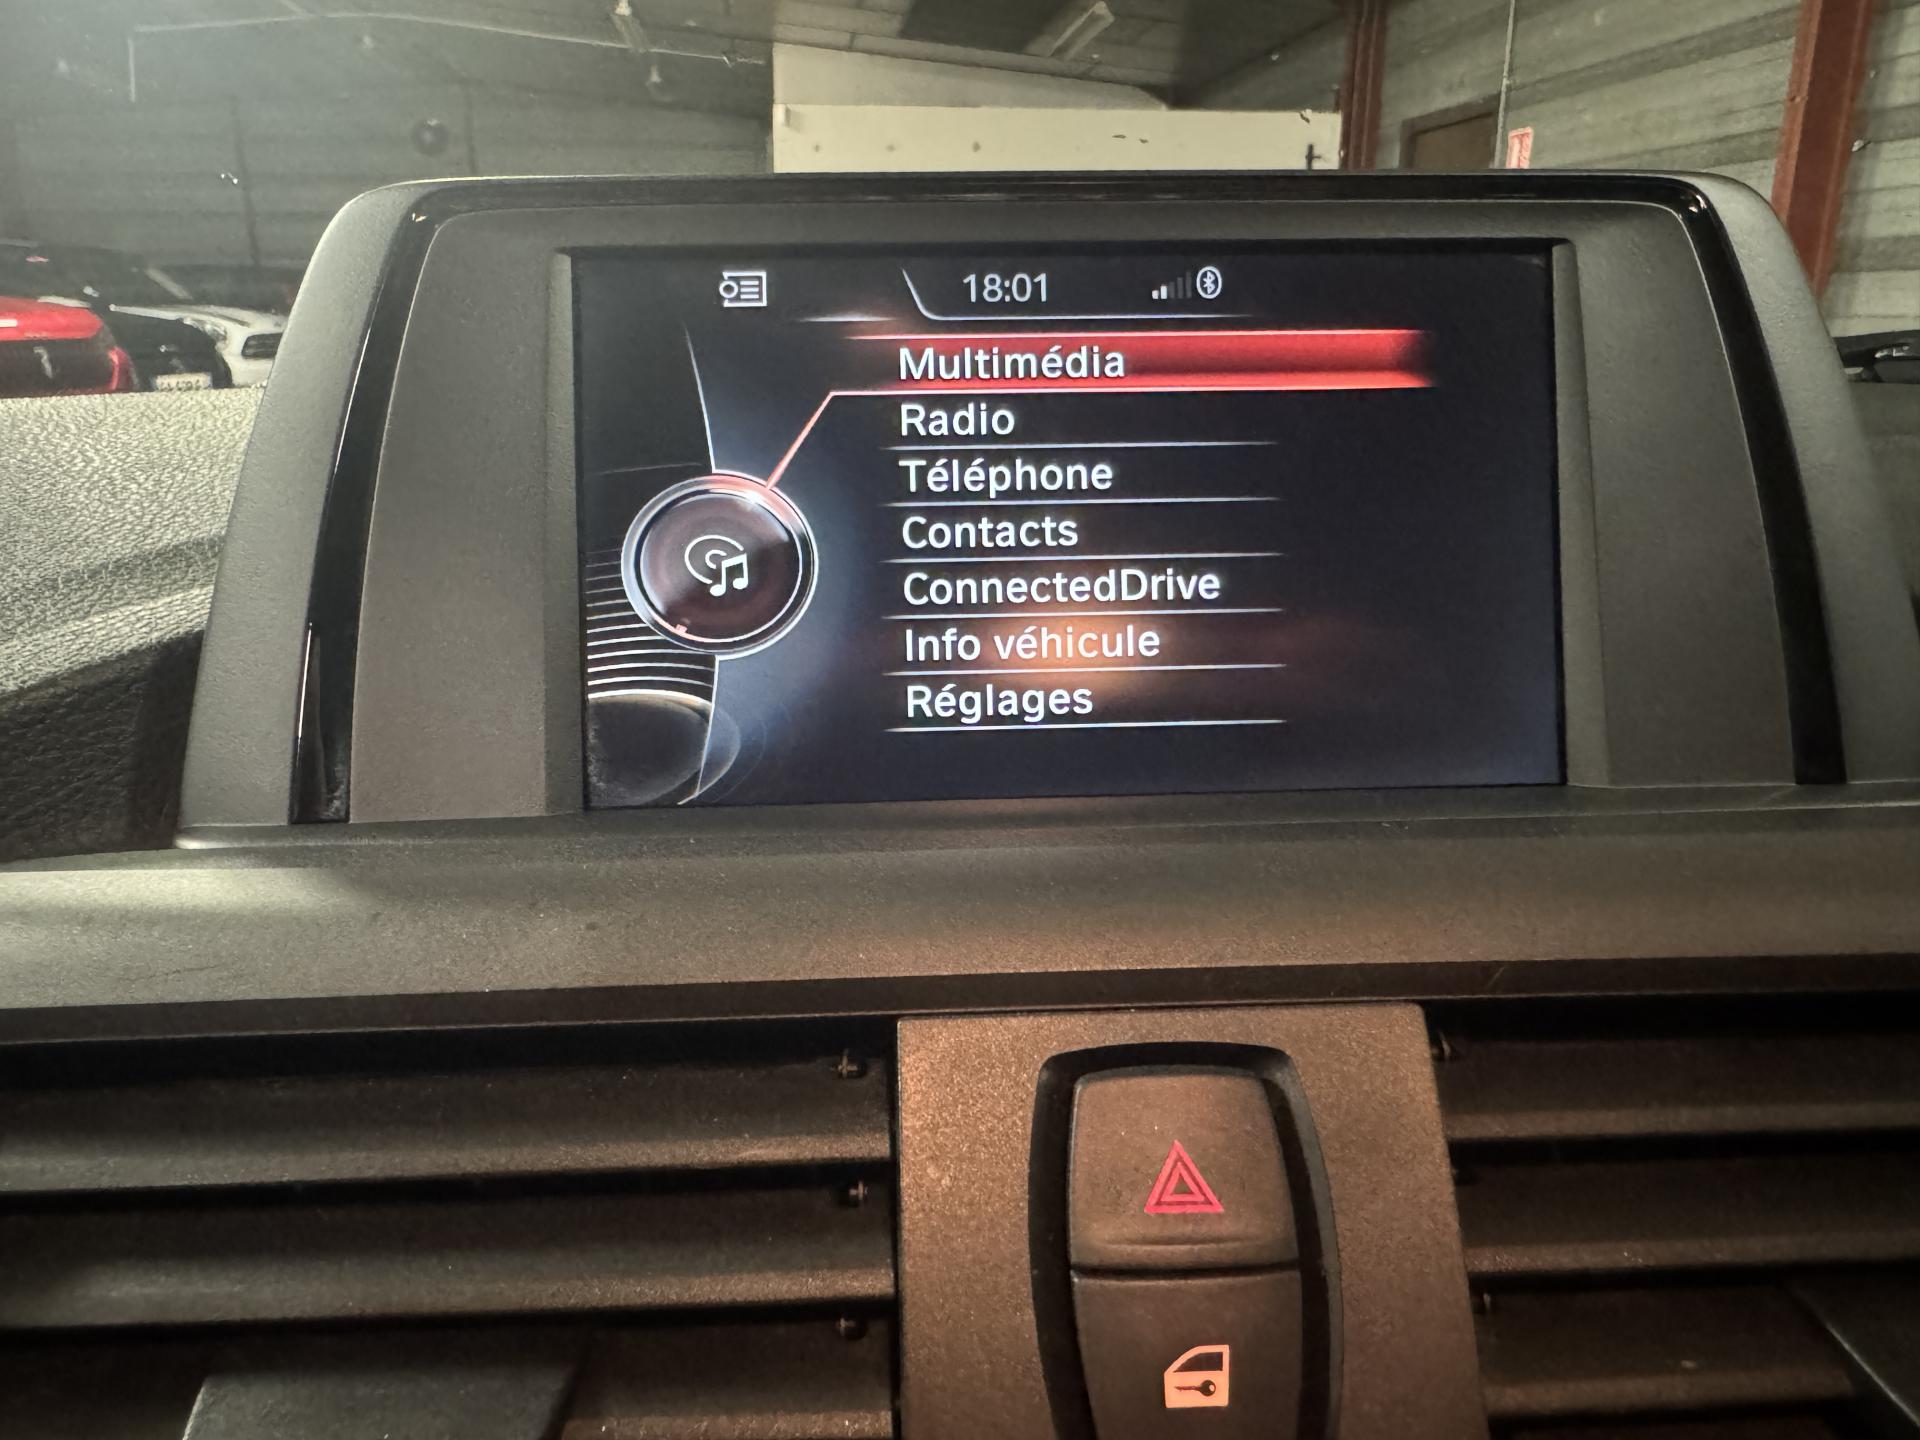 18:01
Multimédia
Radio
Téléphone
Contacts
ConnectedDrive
Info véhicule
Réglages